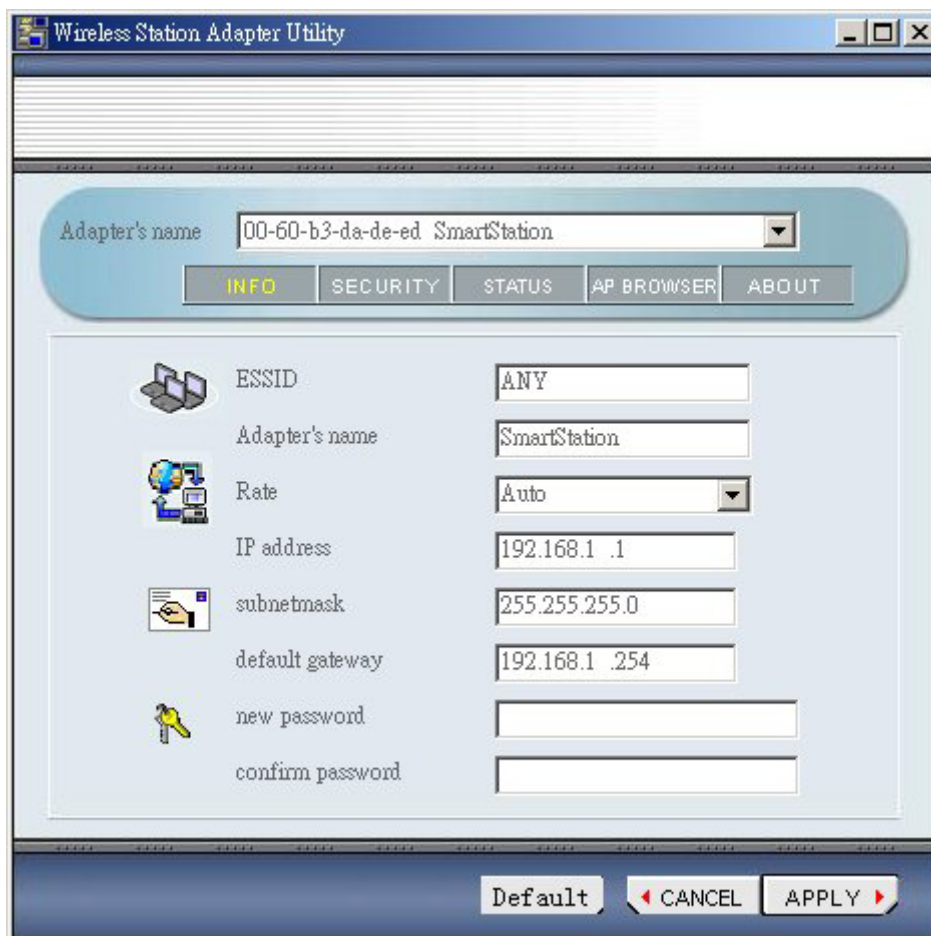 Wireless Station Adapter Utility
Adapter's name 00-60-b3-da-de-ed SmartStation
INFO SECURITY STATUS AP BROWSER ABOUT
ESSID ANY
Adapter's name SmartStation
Rate Auto
IP address 192.168.1 .1
subnetmask 255.255.255.0
default gateway 192.168.1 .254
new password
confirm password
Default CANCEL APPLY